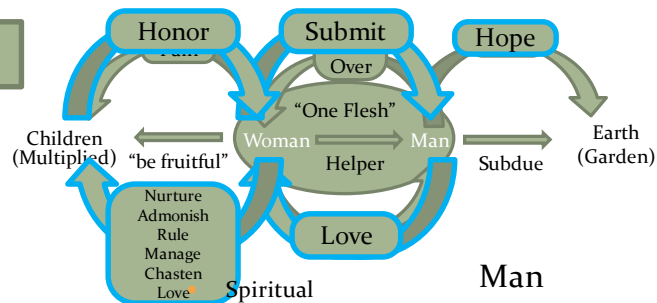 Honor
Submit
Hope
Over
"One Flesh"
Children
(Multiplied)
"be fruitful"
Woman
Man
Helper
Subdue
Earth
(Garden)
Nurture
Admonish
Rule
Manage
Chasten
Love
Love
Spiritual
Man